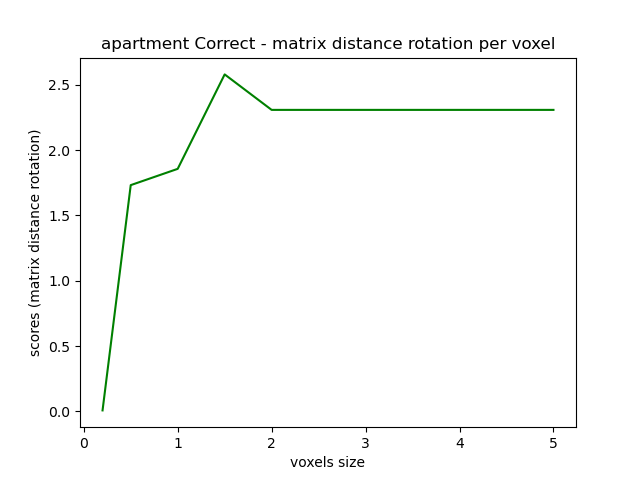 apartment Correct - matrix distance rotation per voxel
2.5
2.0
1.5
1.0
0.5
0.0
scores (matrix distance rotation)
0 1 2 3 4 5
voxels size